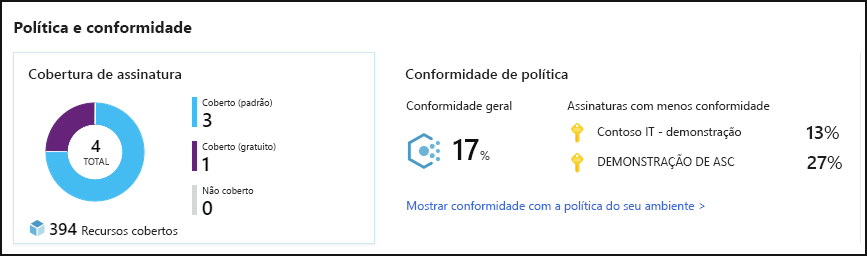 Política e conformidade
Cobertura de assinatura
4
TOTAL
Coberto (padrão)
3
Coberto (gratuito)
1
Não coberto
0
394 Recursos cobertos
Conformidade de política
Conformidade geral
17%
Assinaturas com menos conformidade
Contoso IT - demonstração 13%
DEMONSTRAÇÃO DE ASC 27%
Mostrar conformidade com a política do seu ambiente >